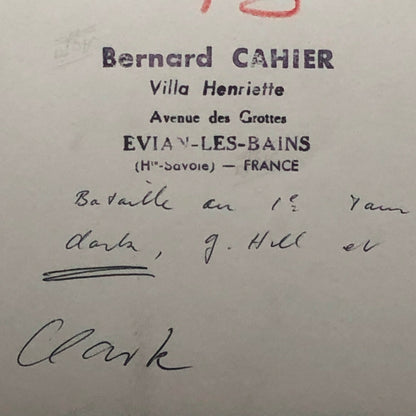 Bernard CAHIER
Villa Henriette
Avenue des Grottes
EVIAN-LES-BAINS
(Hte-Savoie) — FRANCE
Bataille au 1e
Clark, G. Hill et
Clark